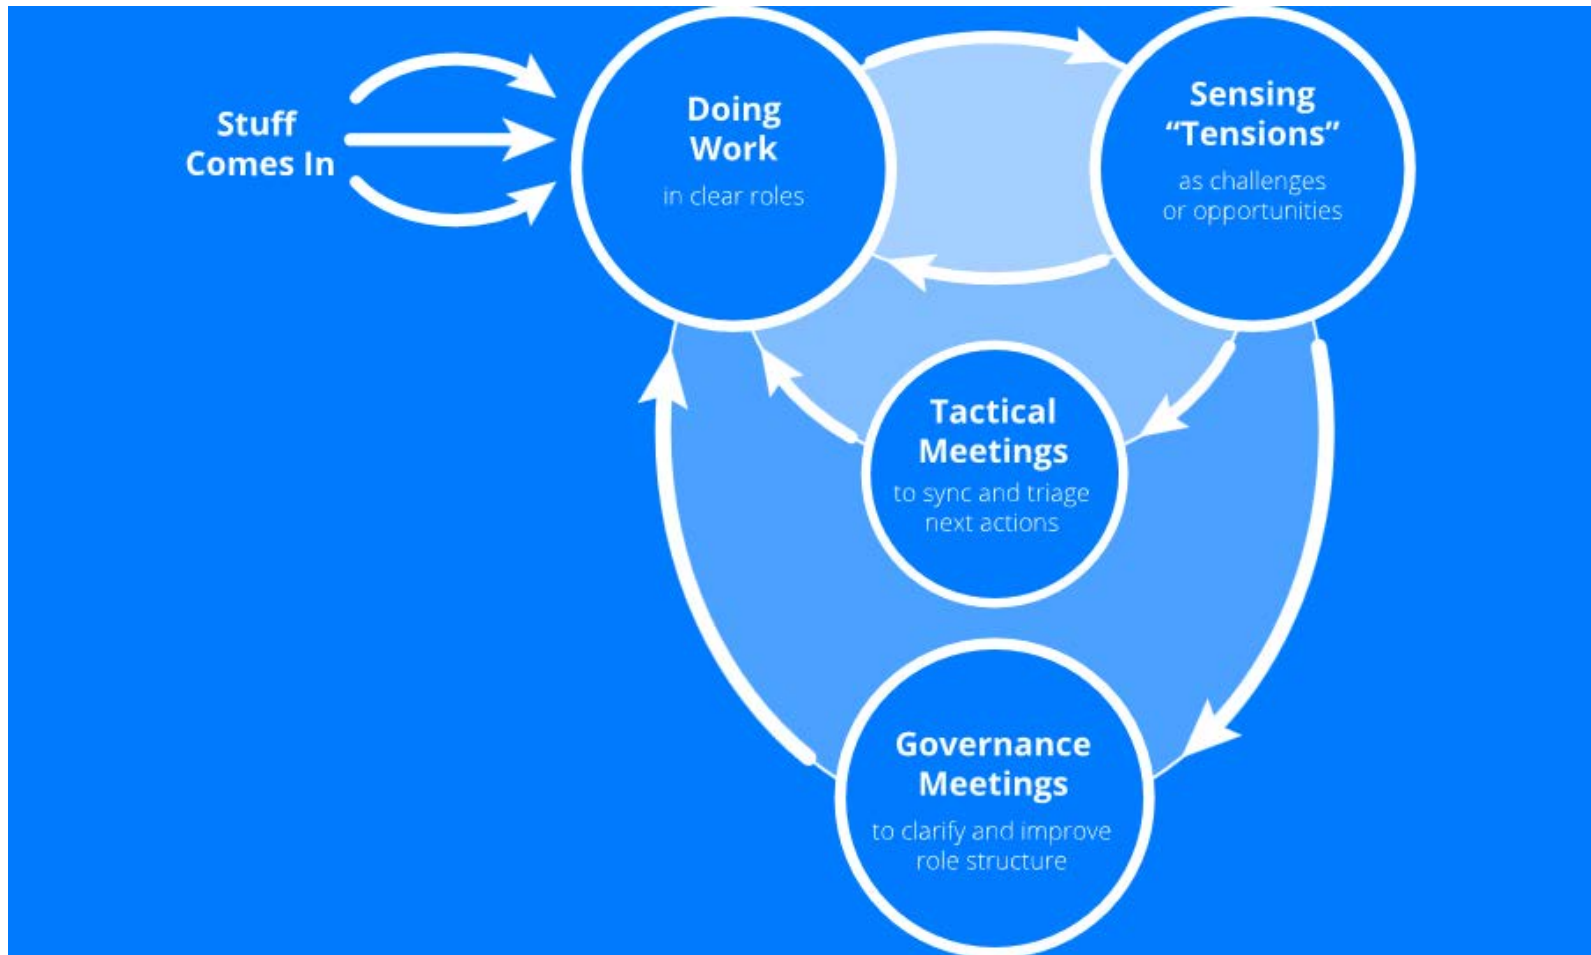 Stuff
Comes In
Doing
Work
in clear roles
Sensing
“Tensions”
as challenges
or opportunities
Tactical
Meetings
to sync and triage
next actions
Governance
Meetings
to clarify and improve
role structure